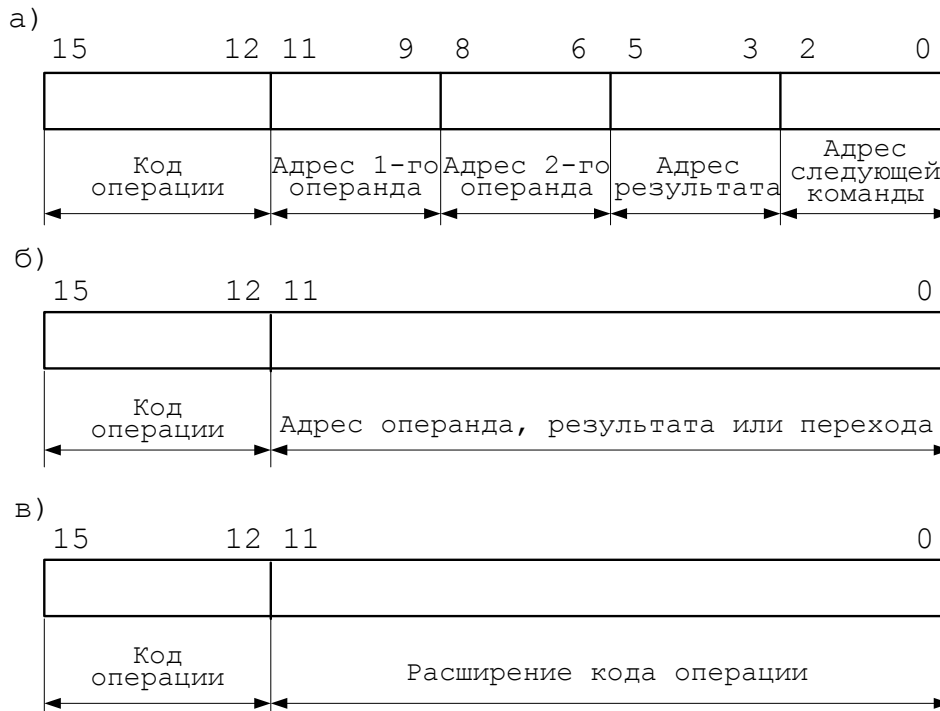 а)
15 12 11 9 8 6 5 3 2 0
Код
операции
Адрес 1-го
операнда
Адрес 2-го
операнда
Адрес
результата
Адрес
следующей
команды
б)
15 12 11 0
Код
операции
Адрес операнда, результата или перехода
в)
15 12 11 0
Код
операции
Расширение кода операции